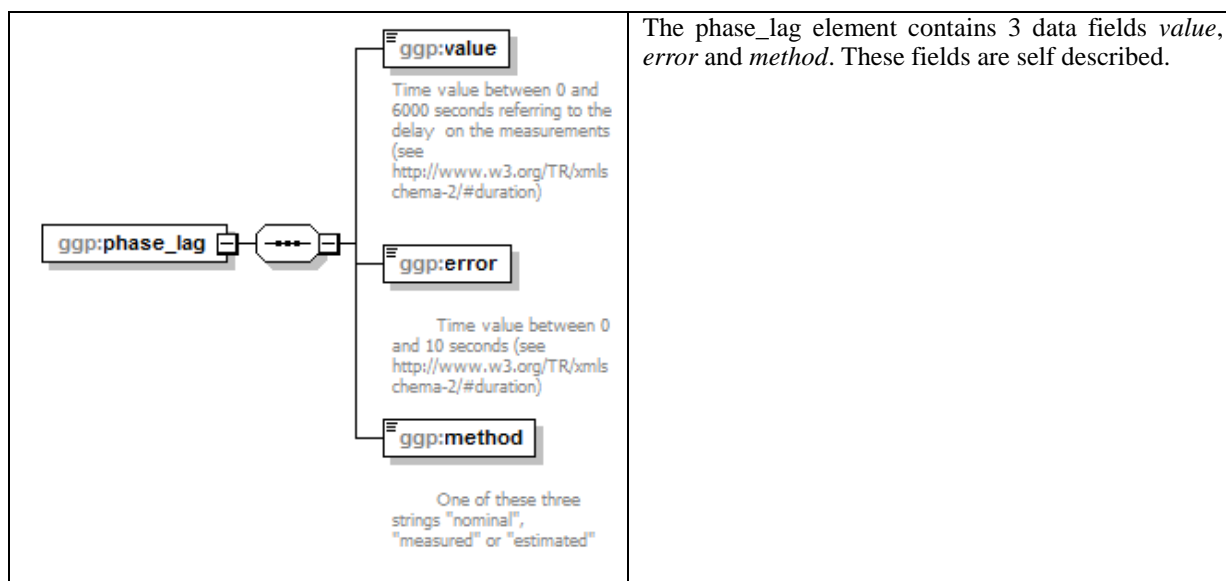 ggp:value
Time value between 0 and
6000 seconds referring to the
delay on the measurements
(see
http://www.w3.org/TR/xmls
chema-2/#duration)
ggp:phase_lag
ggp:error
Time value between 0
and 10 seconds (see
http://www.w3.org/TR/xmls
chema-2/#duration)
ggp:method
One of these three
strings "nominal",
"measured" or "estimated"
The phase_lag element contains 3 data fields value,
error and method. These fields are self described.